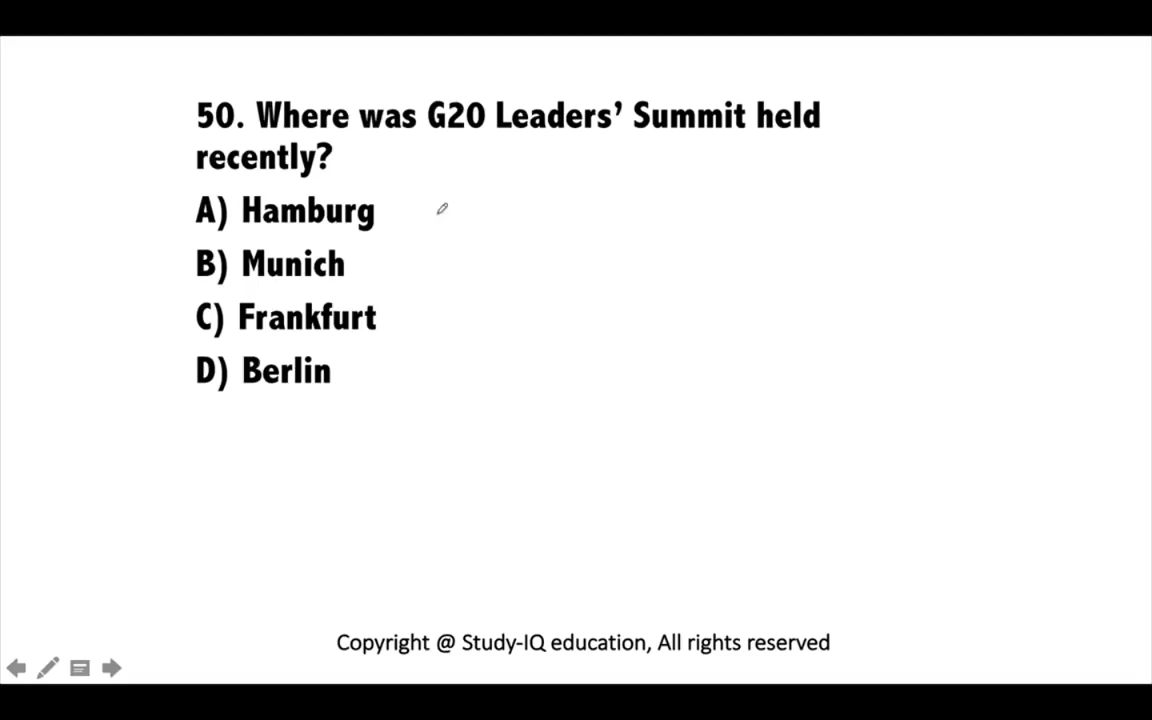 50. Where was G20 Leaders’ Summit held
recently?
A) Hamburg
B) Munich
C) Frankfurt
D) Berlin
Copyright @ Study-IQ education, All rights reserved